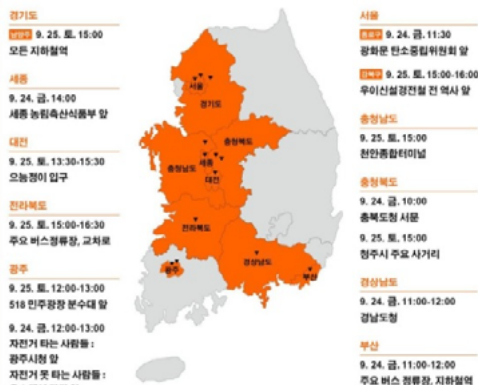 경기도
남양주 9. 25. 토. 15:00
모든 지하철역
세종
9. 24. 금. 14:00
세종 농림축산식품부 앞
대전
9. 25. 토. 13:30-15:30
으능정이 입구
전라북도
9. 25. 토. 15:00-16:30
주요 버스정류장, 교차로
광주
9. 25. 토. 12:00-13:00
518 민주광장 분수대 앞
9. 24. 금. 12:00-13:00
자전거 타는 사람들 :
광주시청 앞
자전거 못 타는 사람들 :
서울
경기도
충청북도
충청남도
세종
대전
전라북도
경상남도
광주
부산
서울
종로구 9. 24. 금. 11:30
광화문 탄소중립위원회 앞
강북구 9. 25. 토. 15:00-16:00
우이신설경전철 전 역사 앞
충청남도
9. 25. 토. 15:00
천안종합터미널
충청북도
9. 24. 금. 10:00
충북도청 서문
9. 25. 토. 15:00
청주시 주요 사거리
경상남도
9. 24. 금. 11:00-12:00
경남도청
부산
9. 24. 금. 11:00-12:00
주요 버스 정류장, 지하철역